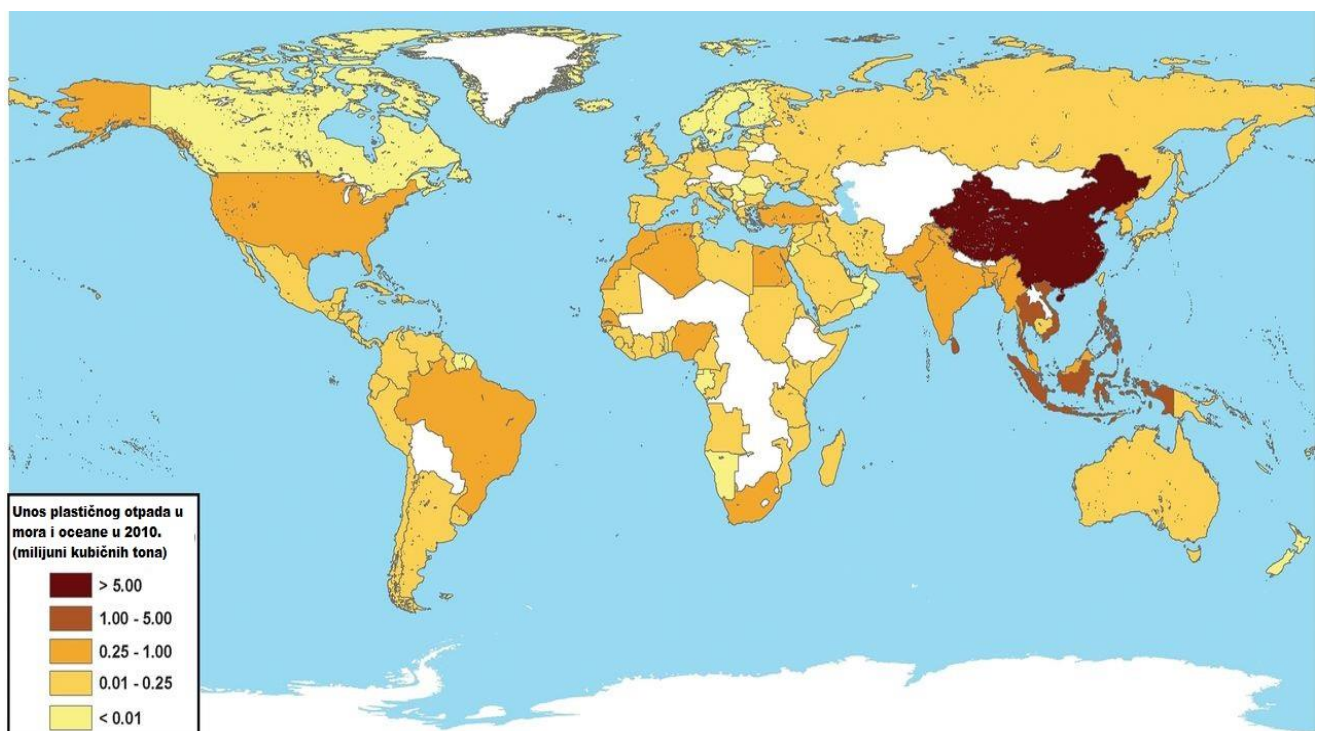 Unos plastičnog otpada u
mora i oceane u 2010.
(milijuni kubičnih tona)
> 5.00
1.00 - 5.00
0.25 - 1.00
0.01 - 0.25
< 0.01